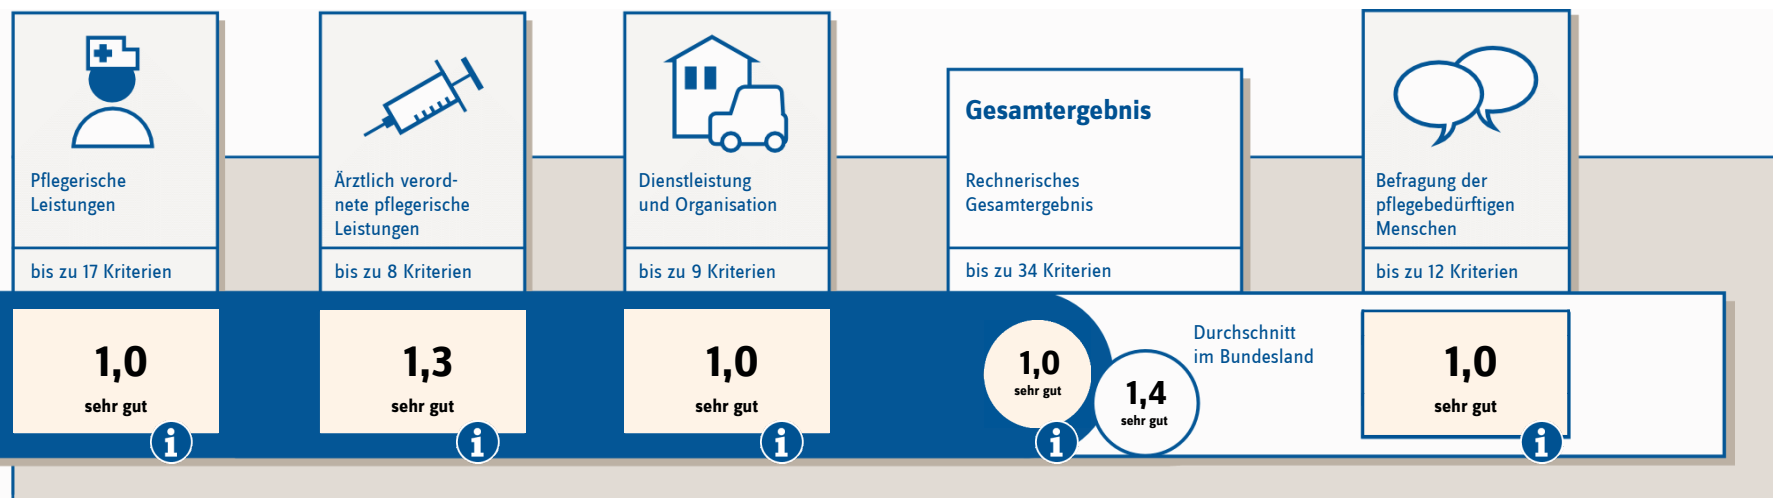 Pflegerische
Leistungen
bis zu 17 Kriterien
1,0
sehr gut
i
Ärztlich verord-
nete pflegerische
Leistungen
bis zu 8 Kriterien
1,3
sehr gut
i
Dienstleistung
und Organisation
bis zu 9 Kriterien
1,0
sehr gut
i
Gesamtergebnis
Rechnerisches
Gesamtergebnis
bis zu 34 Kriterien
1,0
sehr gut
i
1,4
sehr gut
Durchschnitt
im Bundesland
Befragung der
pflegebedürftigen
Menschen
bis zu 12 Kriterien
1,0
sehr gut
i